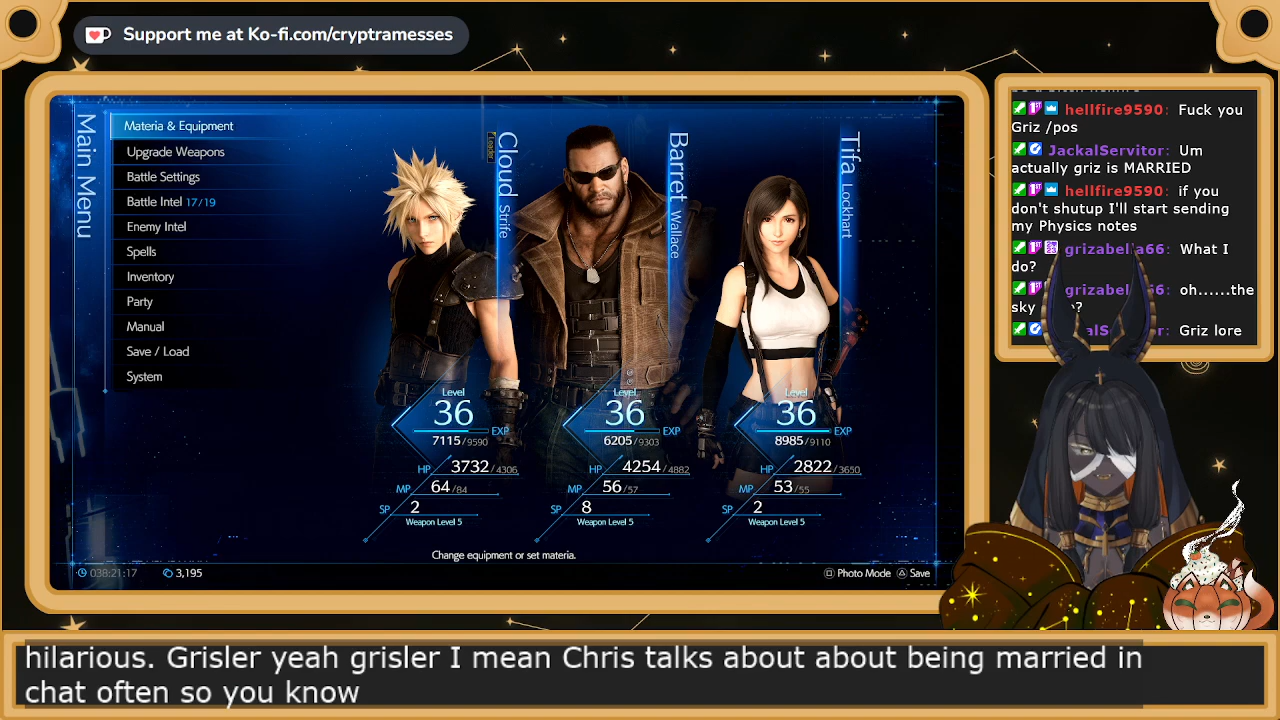 Support me at Ko-fi.com/cryptramesses
Main Menu
Materia & Equipment
Upgrade Weapons
Battle Settings
Battle Intel 17/19
Enemy Intel
Spells
Inventory
Party
Manual
Save / Load
System
Leader
Cloud Strife
Level
36
EXP
7115/9590
HP 3732/4306
MP 64/84
SP 2
Weapon Level 5
Barret Wallace
Level
36
EXP
6205/9303
HP 4254/4882
MP 56/57
SP 8
Weapon Level 5
Tifa Lockhart
Level
36
EXP
8985/9110
HP 2822/3650
MP 53/55
SP 2
Weapon Level 5
Change equipment or set materia.
038:21:17 3,195
Photo Mode Save
hellfire9590: Fuck you
Griz /pos
JackalServitor: Um
actually griz is MARRIED
hellfire9590: if you
don't shutup I'll start sending
my Physics notes
grizabella66: What I
do?
oh......the
sky
Griz lore
hilarious. Grisler yeah grisler I mean Chris talks about about being married in
chat often so you know